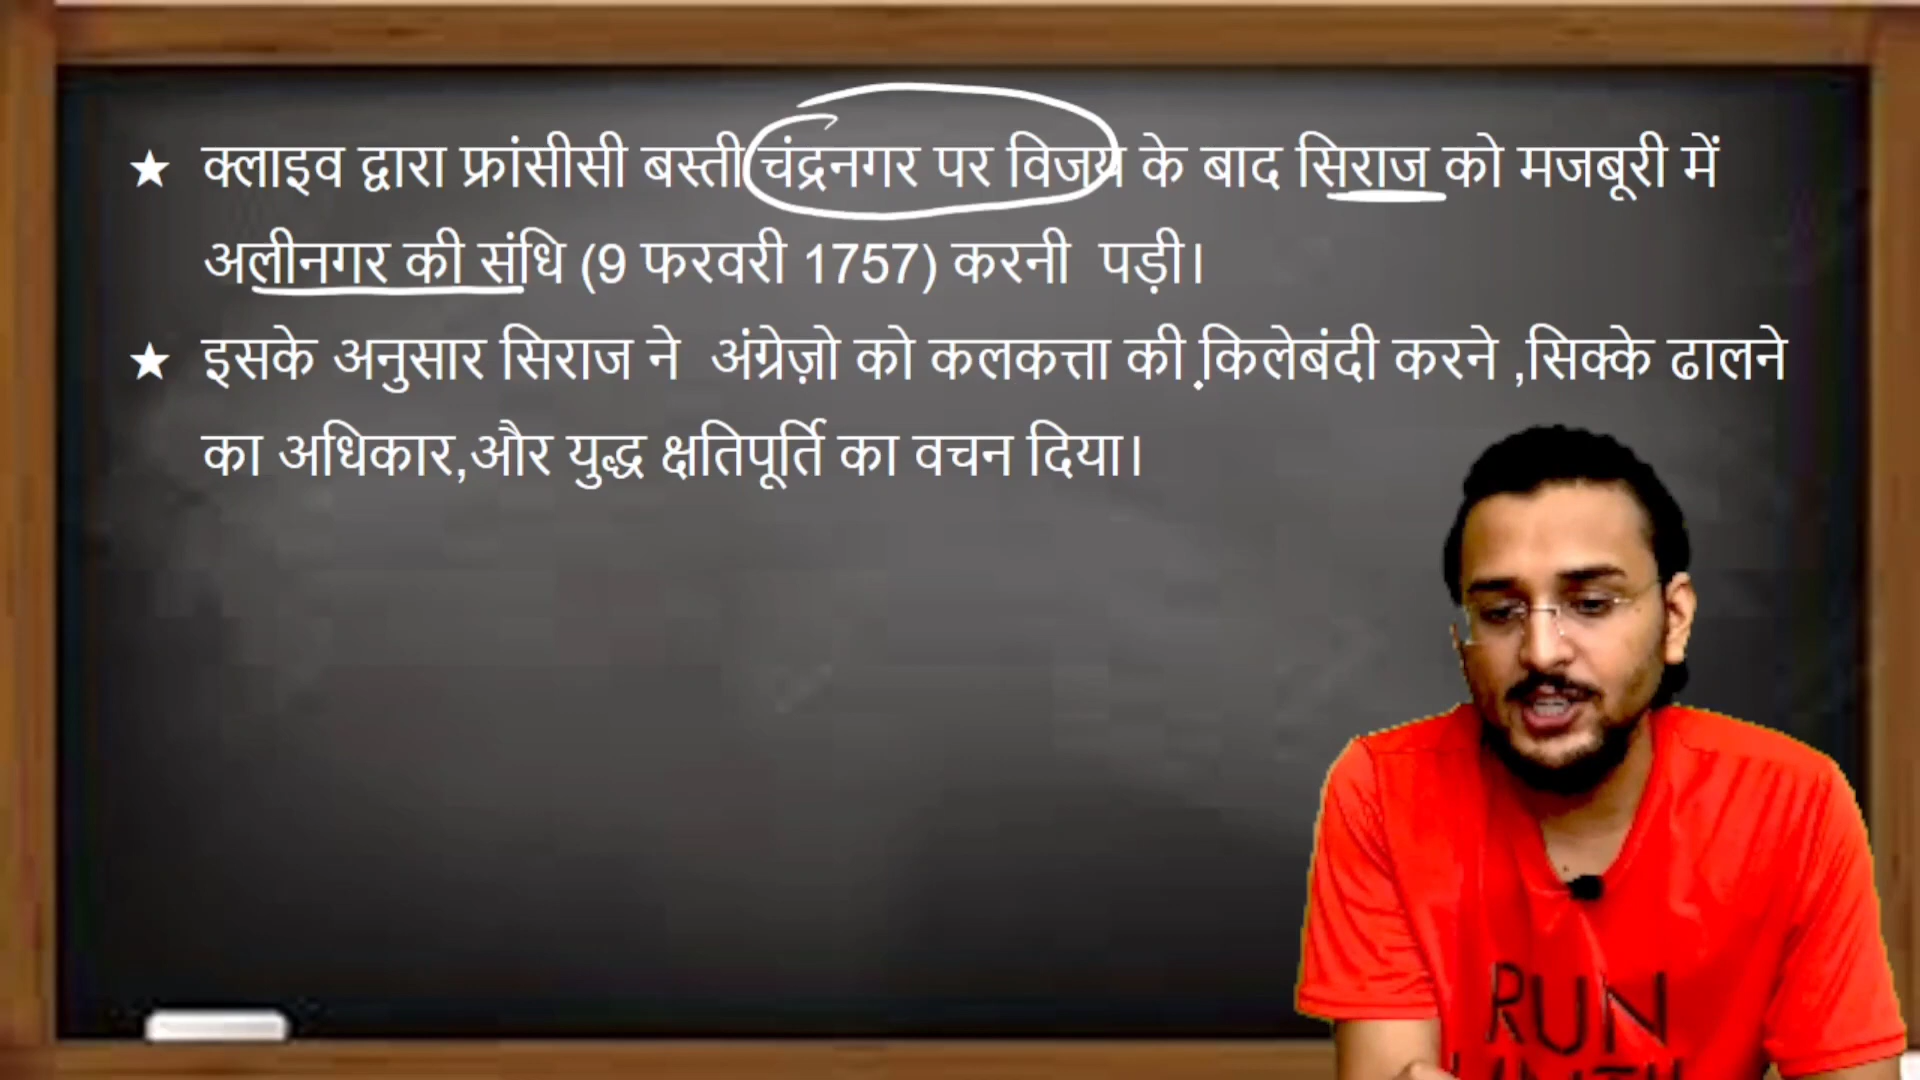 ★ क्लाइव द्वारा फ्रांसीसी बस्ती चंद्रनगर पर विजय के बाद सिराज को मजबूरी में
अलीनगर की संधि (9 फरवरी 1757) करनी पड़ी।
★ इसके अनुसार सिराज ने अंग्रेज़ो को कलकत्ता की किलेबंदी करने ,सिक्के ढालने
का अधिकार,और युद्ध क्षतिपूर्ति का वचन दिया।
RUN